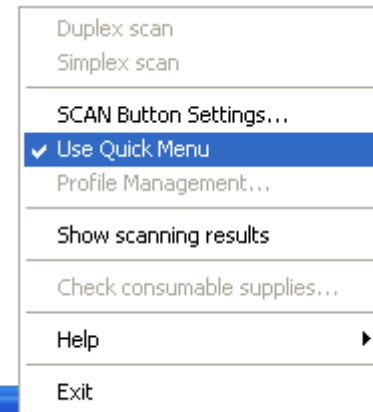 Duplex scan
Simplex scan
SCAN Button Settings...
Use Quick Menu
Profile Management...
Show scanning results
Check consumable supplies...
Help
Exit